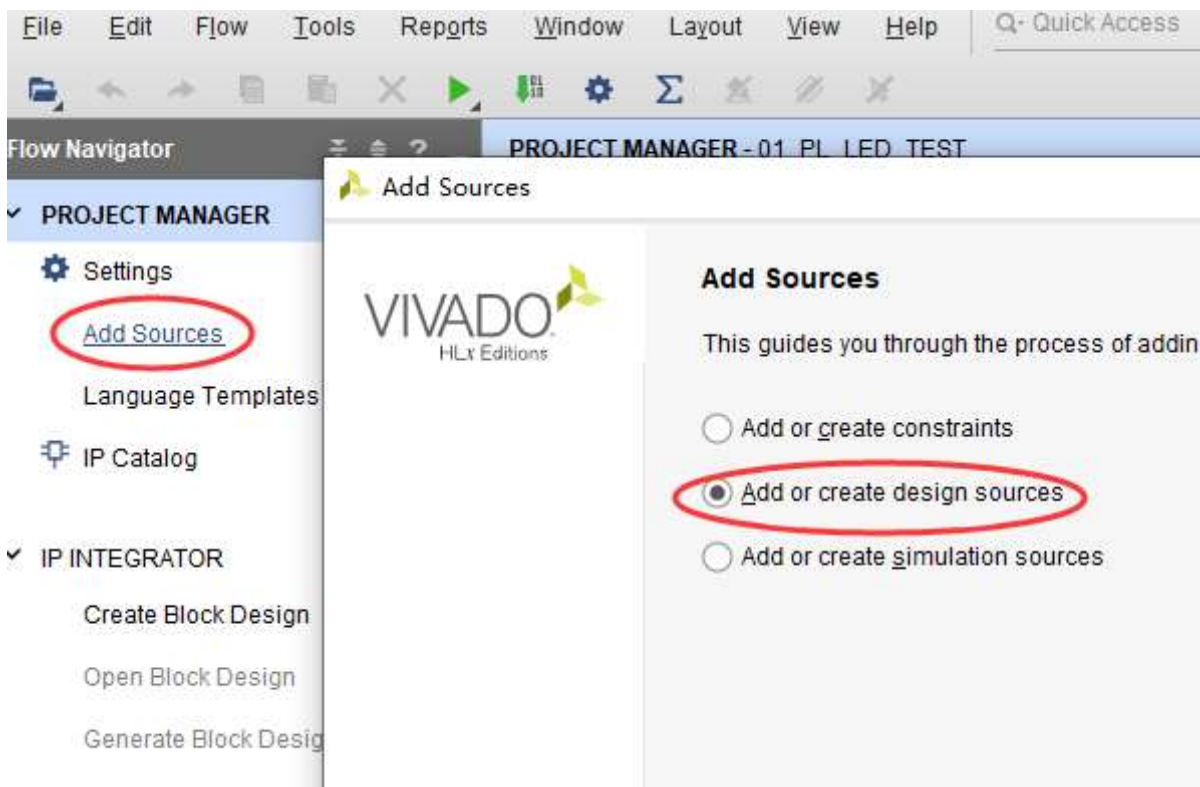 File Edit Flow Tools Reports Window Layout View Help Quick Access
Flow Navigator
PROJECT MANAGER - 01_PL_LED_TEST
PROJECT MANAGER
Settings
Add Sources
Language Templates
IP Catalog
IP INTEGRATOR
Create Block Design
Open Block Design
Generate Block Desig
Add Sources
VIVADO
HLx Editions
Add Sources
This guides you through the process of addin
Add or create constraints
Add or create design sources
Add or create simulation sources